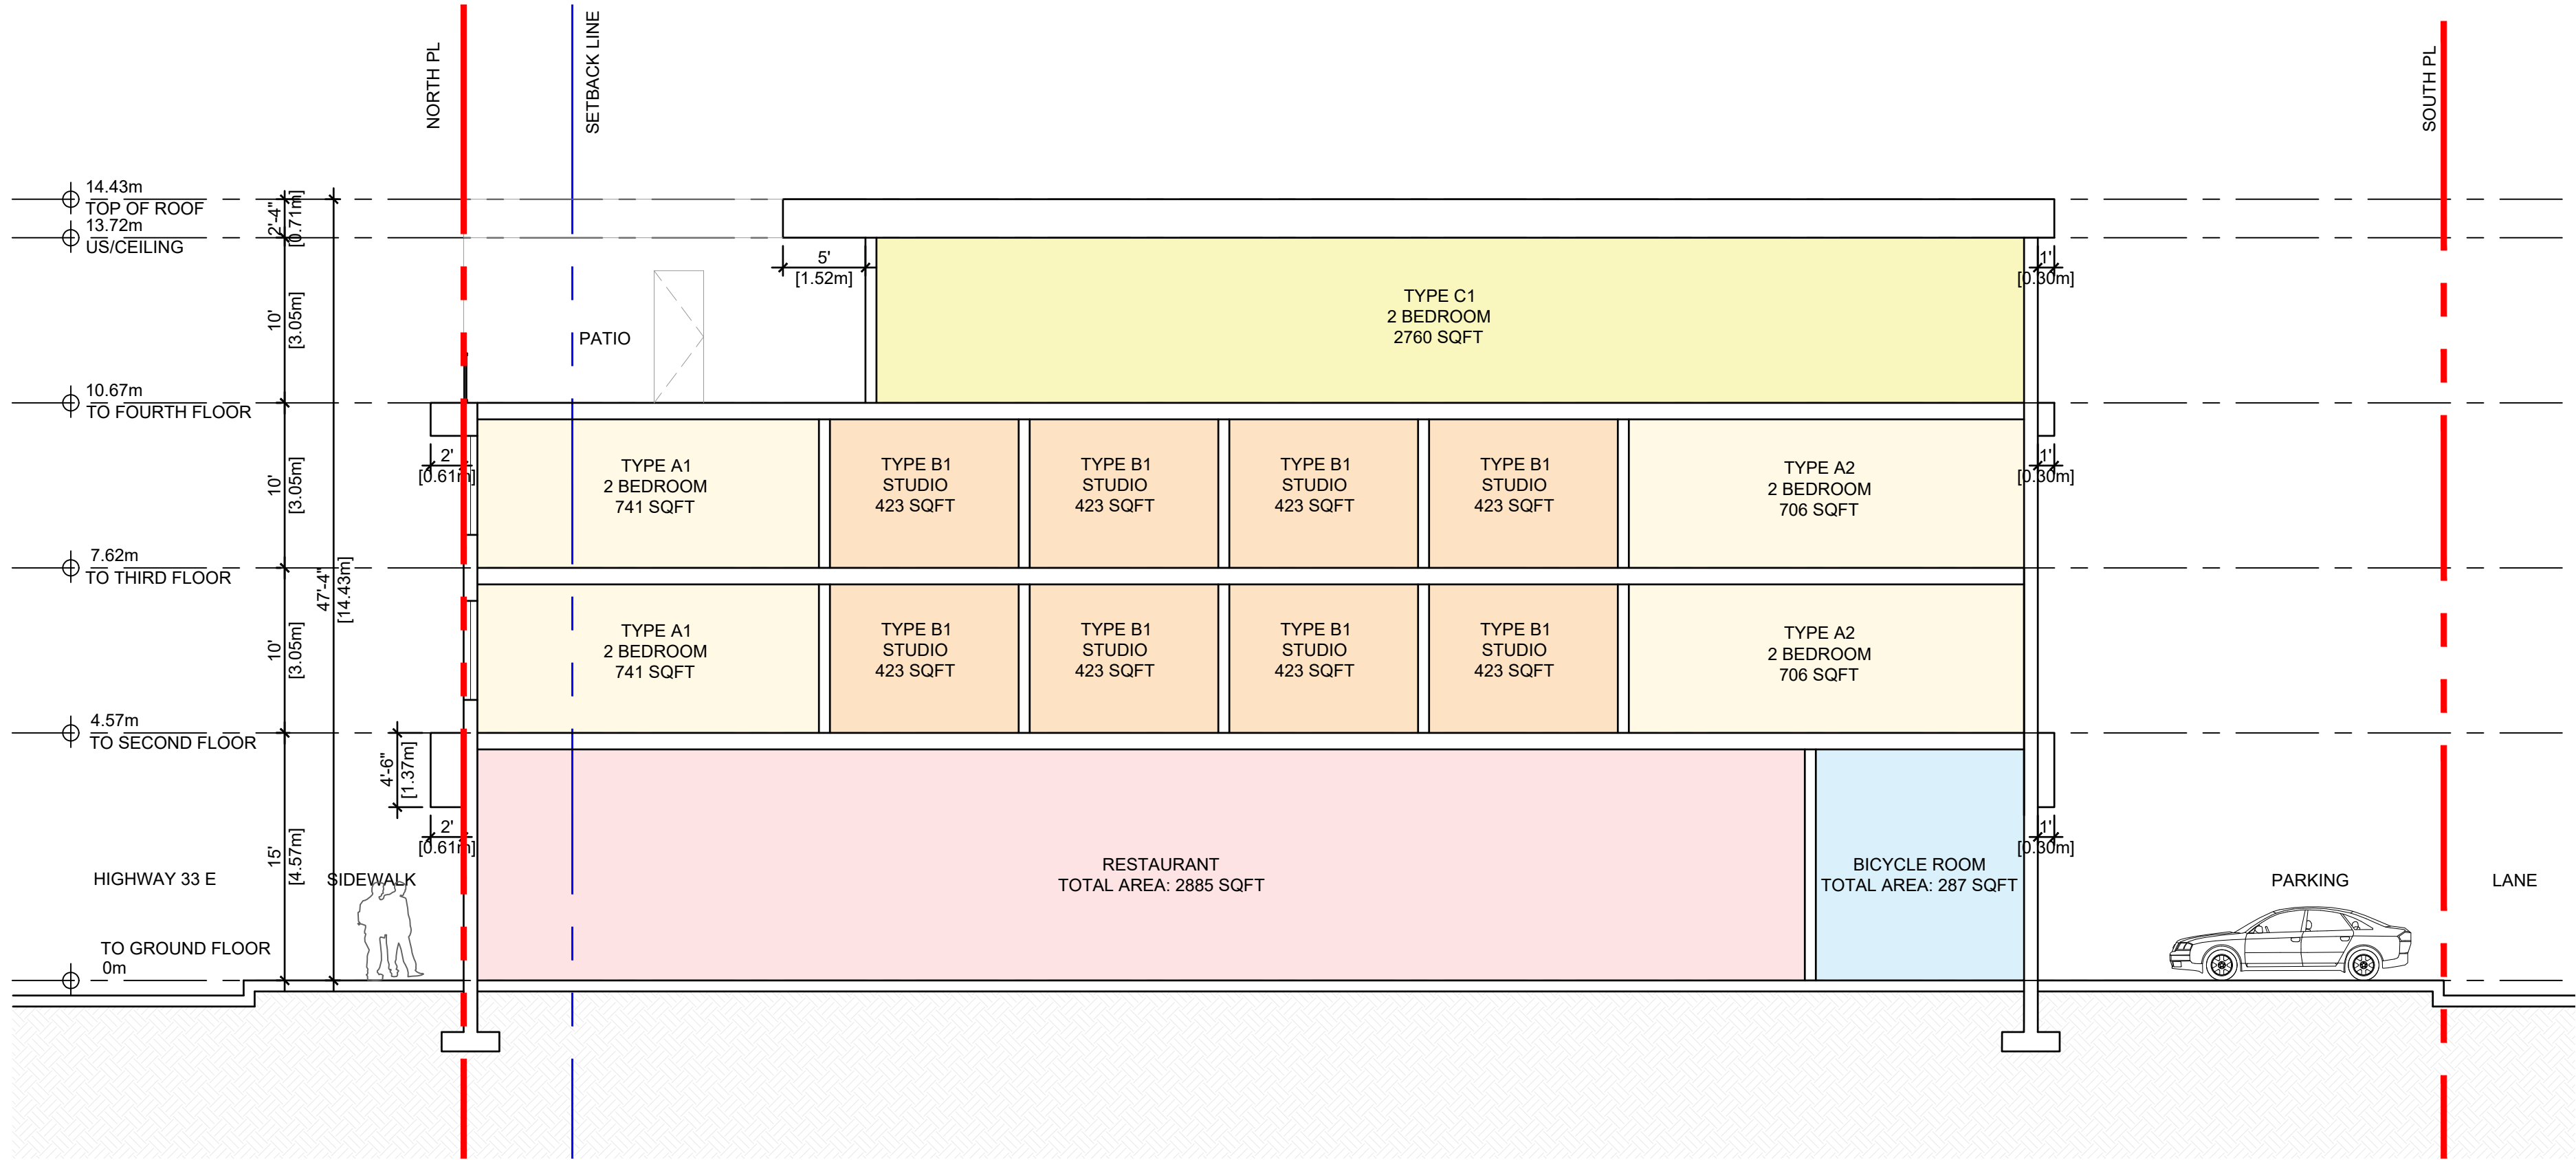 NORTH PL
SETBACK LINE
SOUTH PL
14.43m
TOP OF ROOF
13.72m
US/CEILING
2'-4"
[0.71m]
5'
[1.52m]
1'
[0.30m]
10'
[3.05m]
PATIO
TYPE C1
2 BEDROOM
2760 SQFT
10.67m
TO FOURTH FLOOR
2'
[0.61m]
1'
[0.30m]
10'
[3.05m]
TYPE A1
2 BEDROOM
741 SQFT
TYPE B1
STUDIO
423 SQFT
TYPE B1
STUDIO
423 SQFT
TYPE B1
STUDIO
423 SQFT
TYPE B1
STUDIO
423 SQFT
TYPE A2
2 BEDROOM
706 SQFT
7.62m
TO THIRD FLOOR
47'-4"
[14.43m]
10'
[3.05m]
TYPE A1
2 BEDROOM
741 SQFT
TYPE B1
STUDIO
423 SQFT
TYPE B1
STUDIO
423 SQFT
TYPE B1
STUDIO
423 SQFT
TYPE B1
STUDIO
423 SQFT
TYPE A2
2 BEDROOM
706 SQFT
4.57m
TO SECOND FLOOR
4'-6"
[1.37m]
2'
[0.61m]
1'
[0.30m]
15'
[4.57m]
HIGHWAY 33 E
SIDEWALK
RESTAURANT
TOTAL AREA: 2885 SQFT
BICYCLE ROOM
TOTAL AREA: 287 SQFT
PARKING
LANE
TO GROUND FLOOR
0m